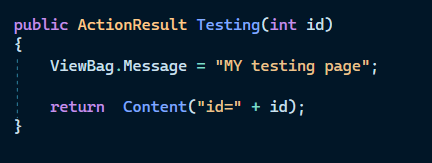 public ActionResult Testing(int id)
{
ViewBag.Message = "MY testing page";
return  Content("id=" + id);
}